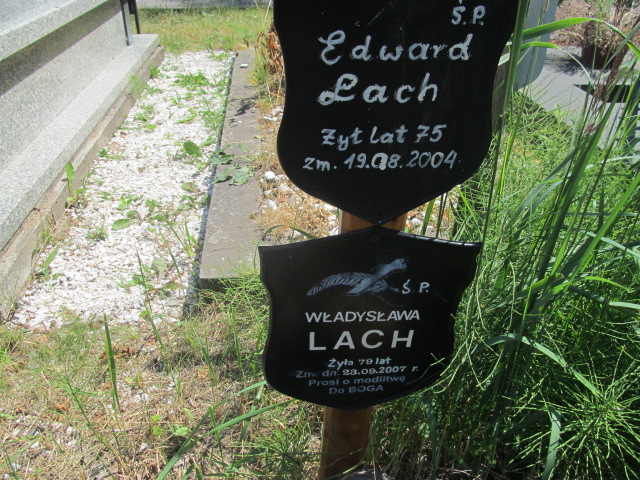 Ś.P.
Edward
Lach
Żył lat 75
zm. 19.08.2004
Ś.P.
WŁADYSŁAWA
LACH
Żyła 79 lat
Zm. dn. 23.09.2007 r.
Prosi o modlitwę
Do BOGA